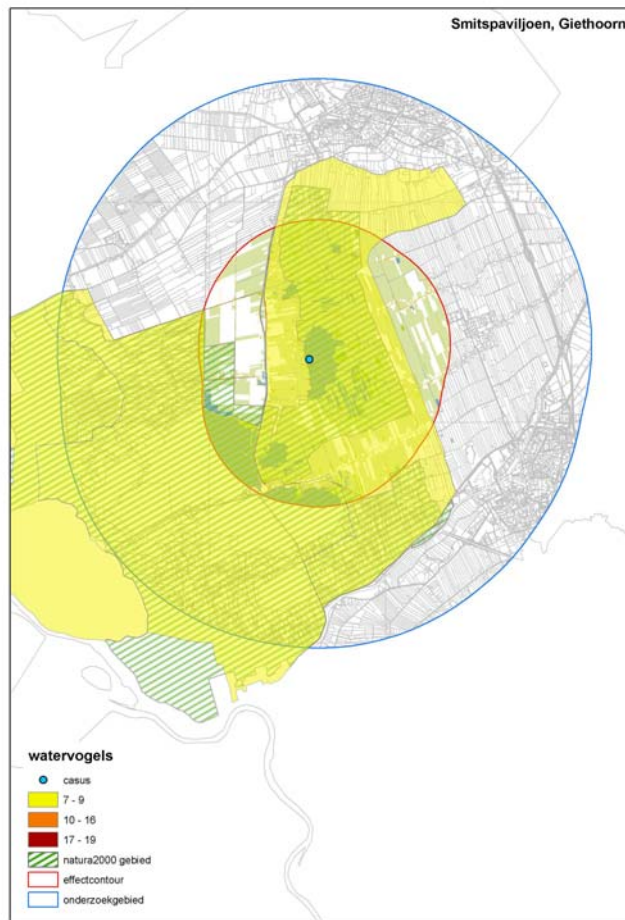 Smitspaviljoen, Giethoorn
watervogels
casus
7 - 9
10 - 16
17 - 19
natura2000 gebied
effectcontour
onderzoekgebied